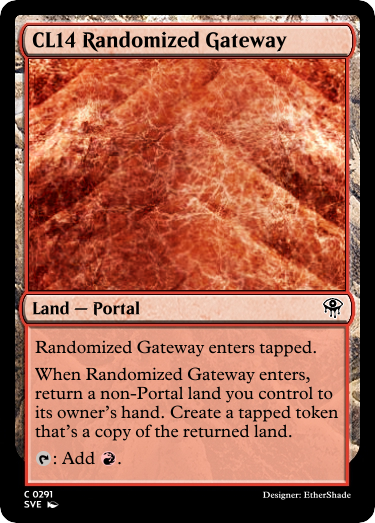 CL14 Randomized Gateway
Land — Portal
Randomized Gateway enters tapped.
When Randomized Gateway enters,
return a non-Portal land you control to
its owner's hand. Create a tapped token
that's a copy of the returned land.
: Add .
C 0291
SVE
Designer: EtherShade